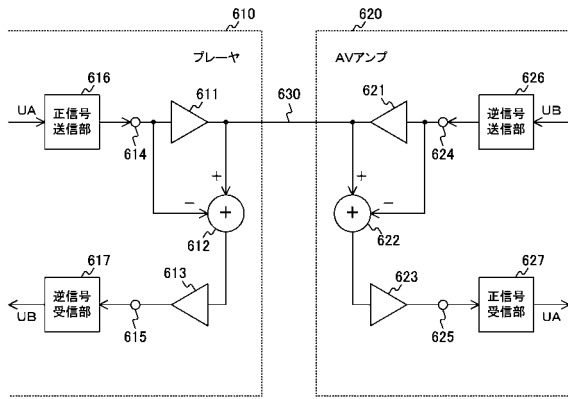 610
620
プレーヤ
AVアンプ
616
611
630
621
626
UA
正信号
送信部
614
624
逆信号
送信部
UB
+
−
+
−
+
612
+
622
617
613
623
627
UB
逆信号
受信部
615
625
正信号
受信部
UA